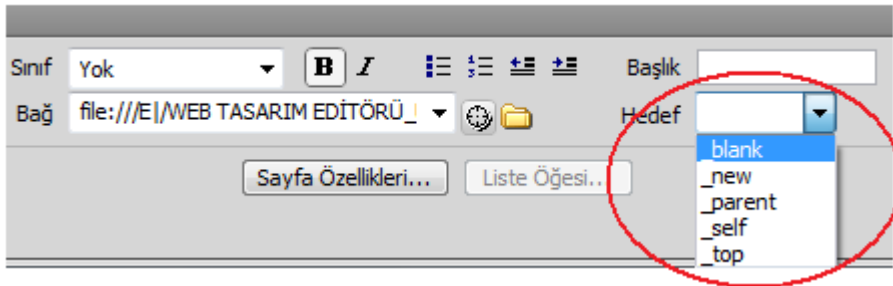 Sınıf Yok B I Başlık
Bağ file:///E|/WEB TASARIM EDİTÖRÜ_ Hedef
_blank
Sayfa Özellikleri... Liste Öğesi...
_new
_parent
_self
_top